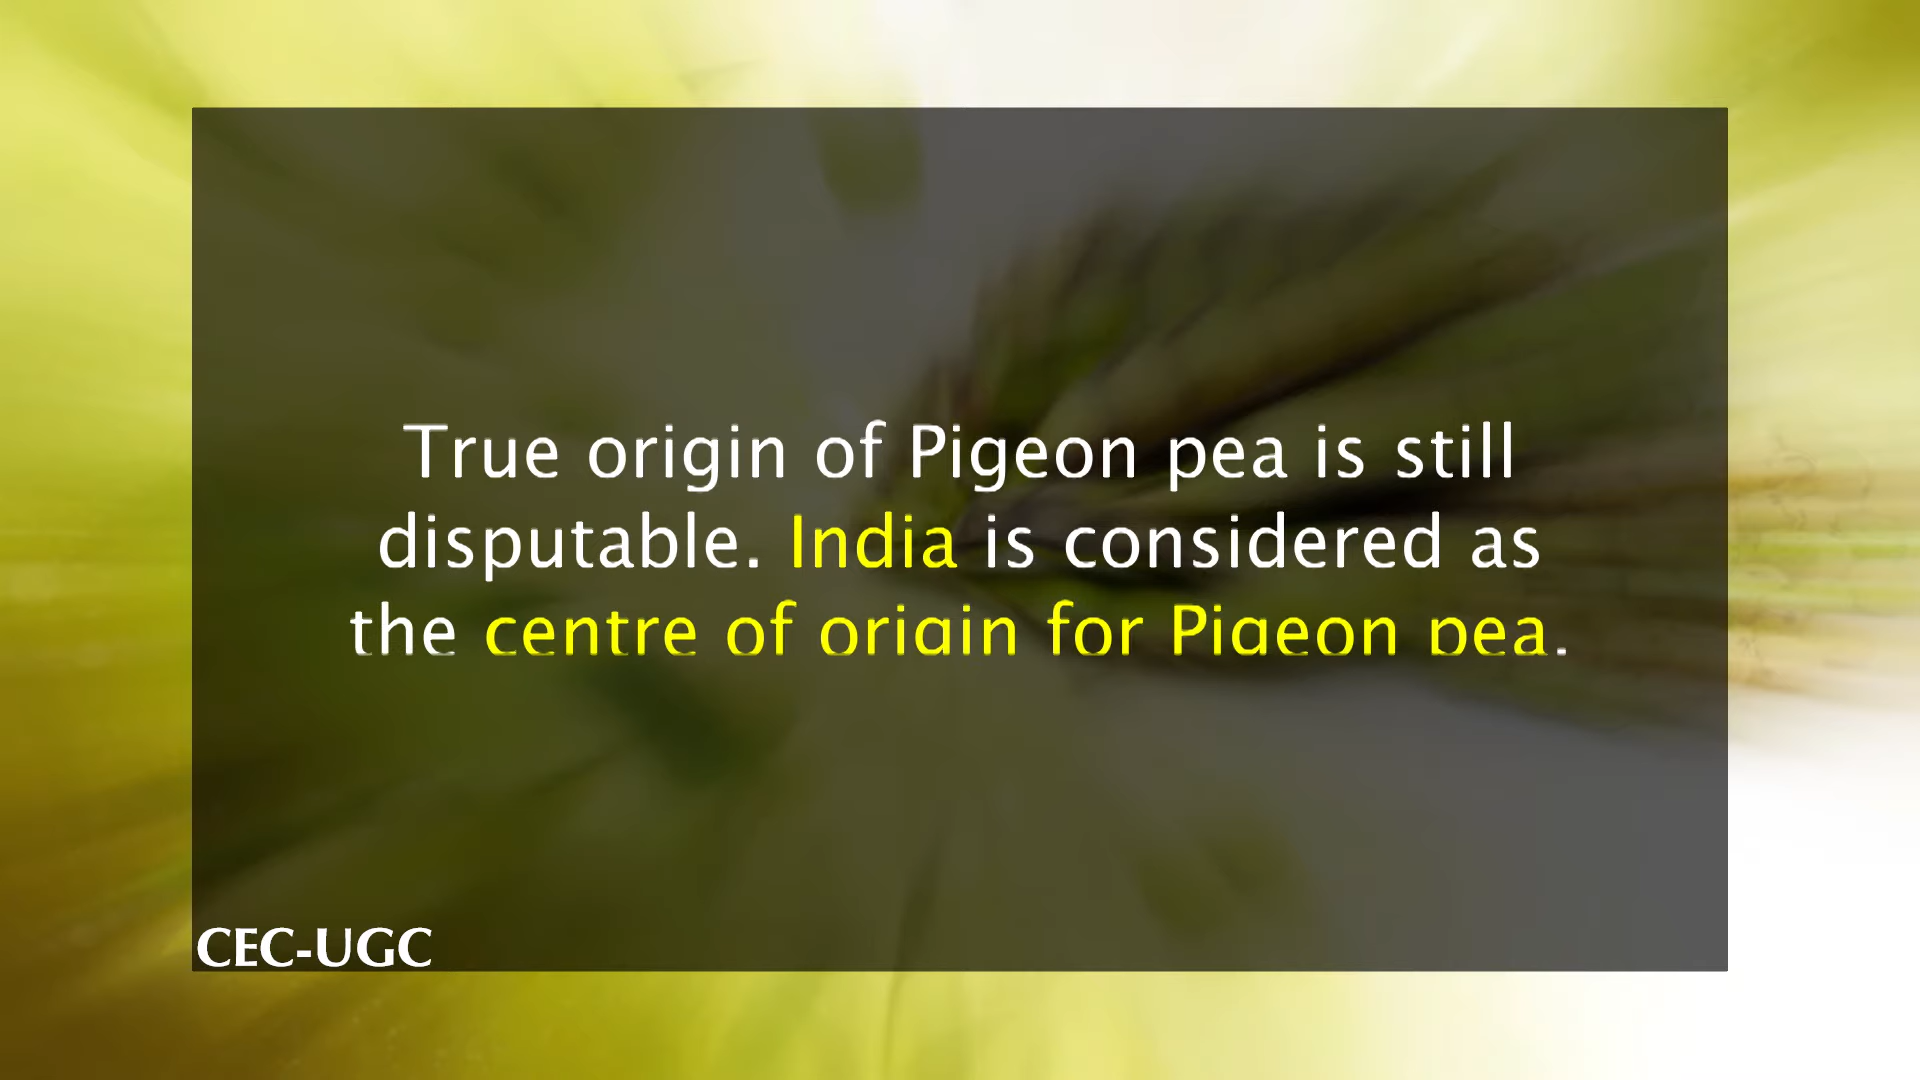 True origin of Pigeon pea is still
disputable. India is considered as
the centre of origin for Pigeon pea.
CEC-UGC